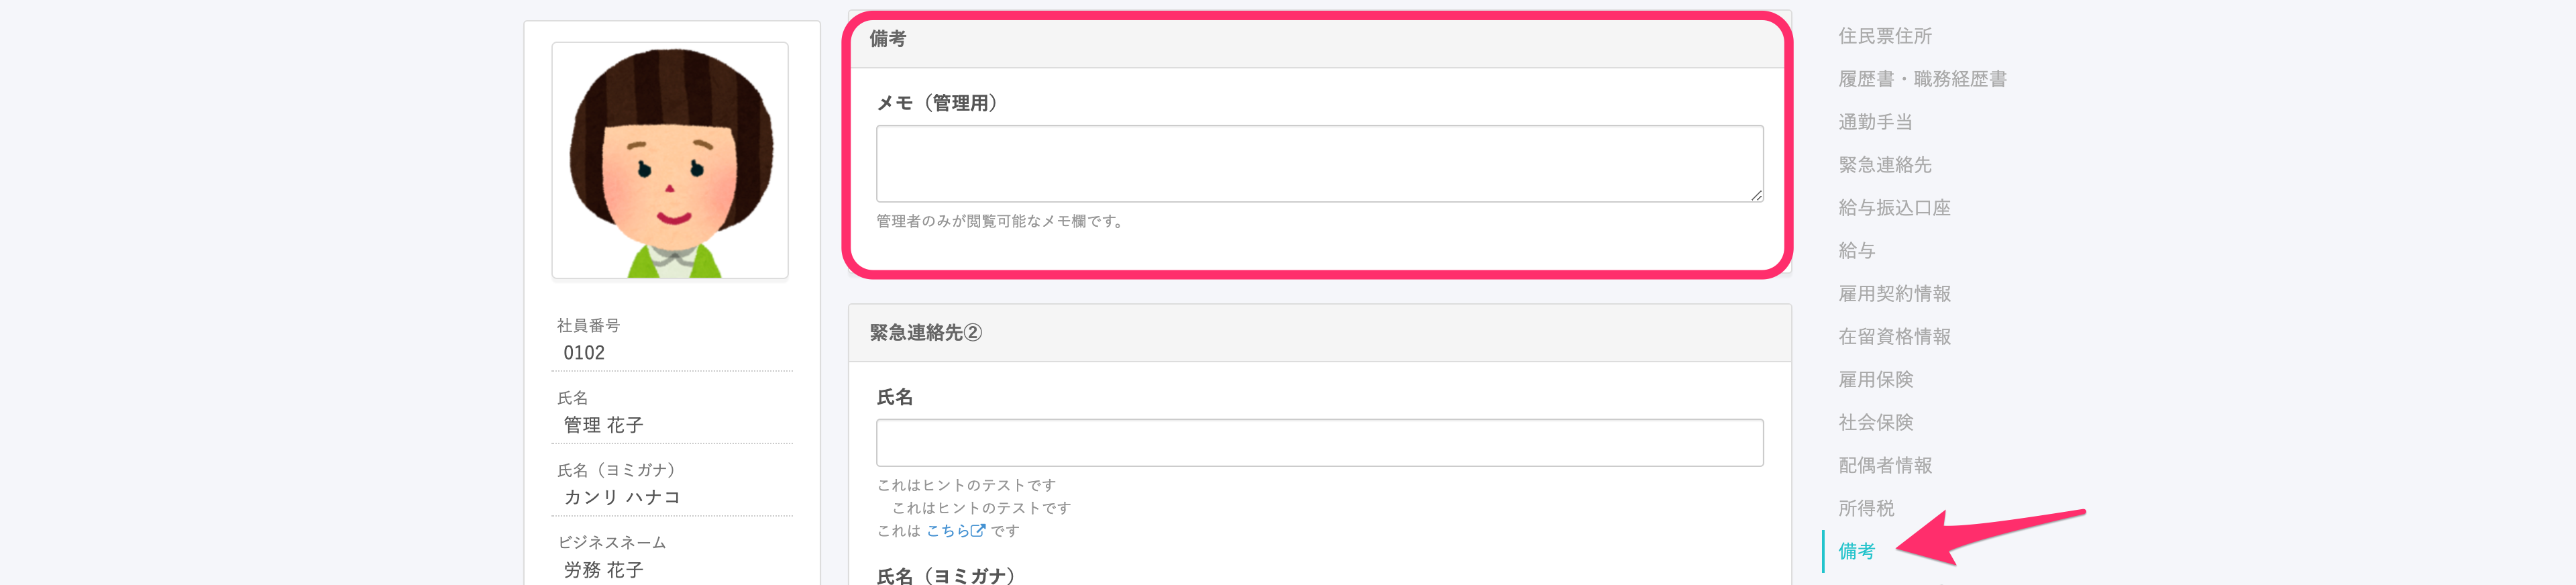 社員番号
0102
氏名
管理 花子
氏名（ヨミガナ）
カンリ ハナコ
ビジネスネーム
労務 花子
備考
メモ（管理用）
管理者のみが閲覧可能なメモ欄です。
緊急連絡先②
氏名
これはヒントのテストです
これはヒントのテストです
これは こちら です
氏名（ヨミガナ）
住民票住所
履歴書・職務経歴書
通勤手当
緊急連絡先
給与振込口座
給与
雇用契約情報
在留資格情報
雇用保険
社会保険
配偶者情報
所得税
備考